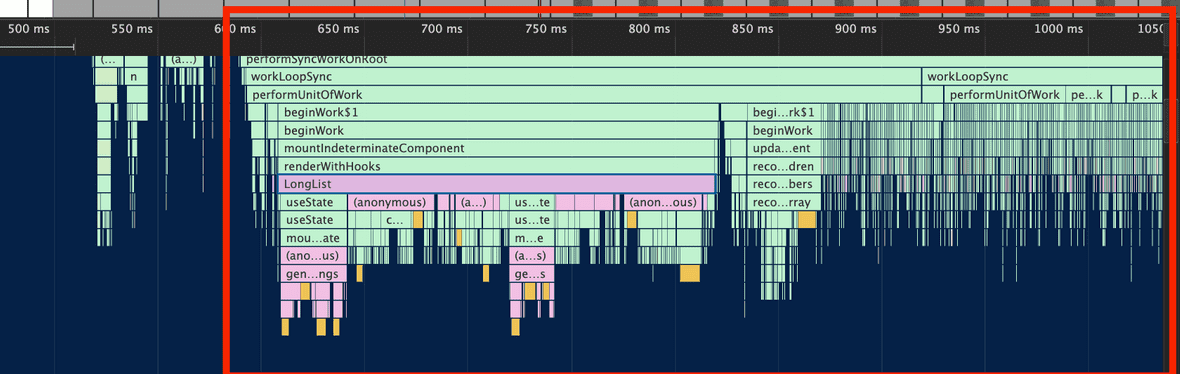 500 ms 550 ms 600 ms 650 ms 700 ms 750 ms 800 ms 850 ms 900 ms 950 ms 1000 ms 1050
(... (a...) performSyncWorkOnRoot
n workLoopSync workLoopSync
performUnitOfWork performUnitOfWork pe...k p...k
beginWork$1 begi...rk$1
beginWork beginWork
mountIndeterminateComponent upda...ent
renderWithHooks reco...dren
LongList reco...bers
useState (anonymous) (a...) us...te (anon...ous) reco...rray
useState c... us...te
mou...ate m...e
(ano...us) (a...s)
gen...ngs ge...s